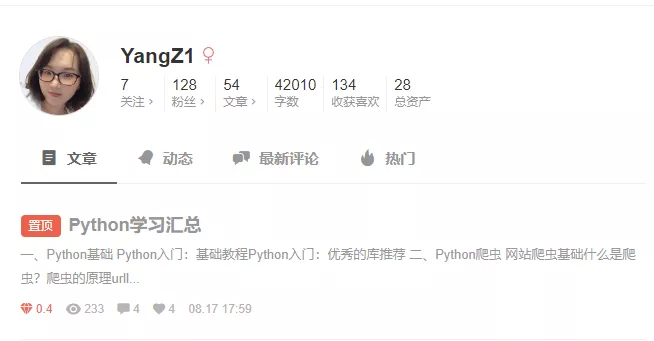 YangZ1 ♀
7 128 54 42010 134 28
关注 › 粉丝 › 文章 › 字数 收获喜欢 总资产
文章 动态 最新评论 热门
置顶 Python学习汇总
一、Python基础 Python入门：基础教程Python入门：优秀的库推荐 二、Python爬虫 网站爬虫基础什么是爬
虫？爬虫的原理urll...
0.4 233 4 4 08.17 17:59